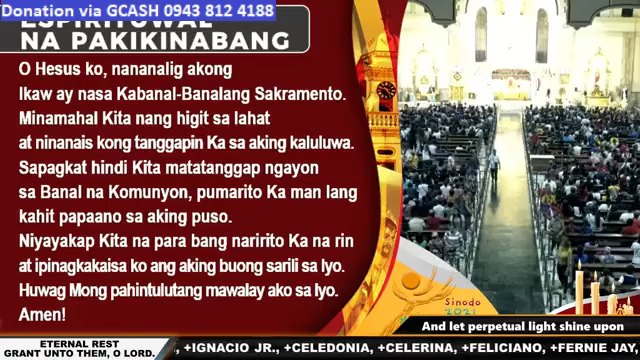 Donation via GCASH 0943 812 4188
ESPIRITUWAL
NA PAKIKINABANG
O Hesus ko, nananalig akong
Ikaw ay nasa Kabanal-Banalang Sakramento.
Minamahal Kita nang higit sa lahat
at ninanais kong tanggapin Ka sa aking kaluluwa.
Sapagkat hindi Kita matatanggap ngayon
sa Banal na Komunyon, pumarito Ka man lang
kahit papaano sa aking puso.
Niyayakap Kita na para bang naririto Ka na rin
at ipinagkakaisa ko ang aking buong sarili sa Iyo.
Huwag Mong pahintulutang mawalay ako sa Iyo.
Amen!
Sinodo
2021
And let perpetual light shine upon
ETERNAL REST
GRANT UNTO THEM, O LORD.
., +IGNACIO JR., +CELEDONIA, +CELERINA, +FELICIANO, +FERNIE JAY,